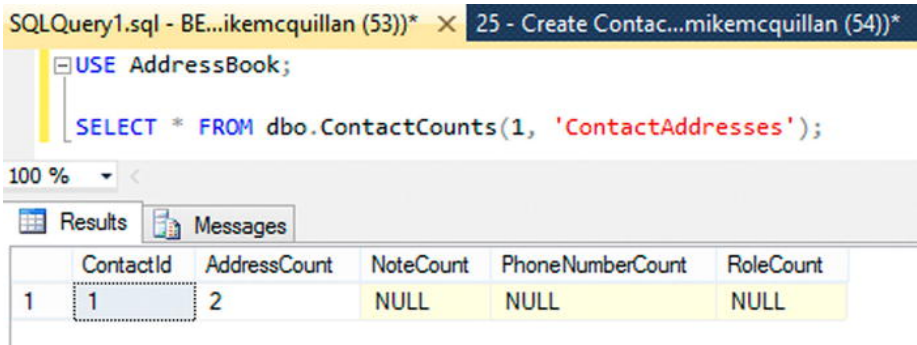 SQLQuery1.sql - BE...ikemcquillan (53))* × 25 - Create Contac...mikemcquillan (54))*
USE AddressBook;
SELECT * FROM dbo.ContactCounts(1, 'ContactAddresses');
100 %
Results Messages
ContactId AddressCount NoteCount PhoneNumberCount RoleCount
1 1 2 NULL NULL NULL